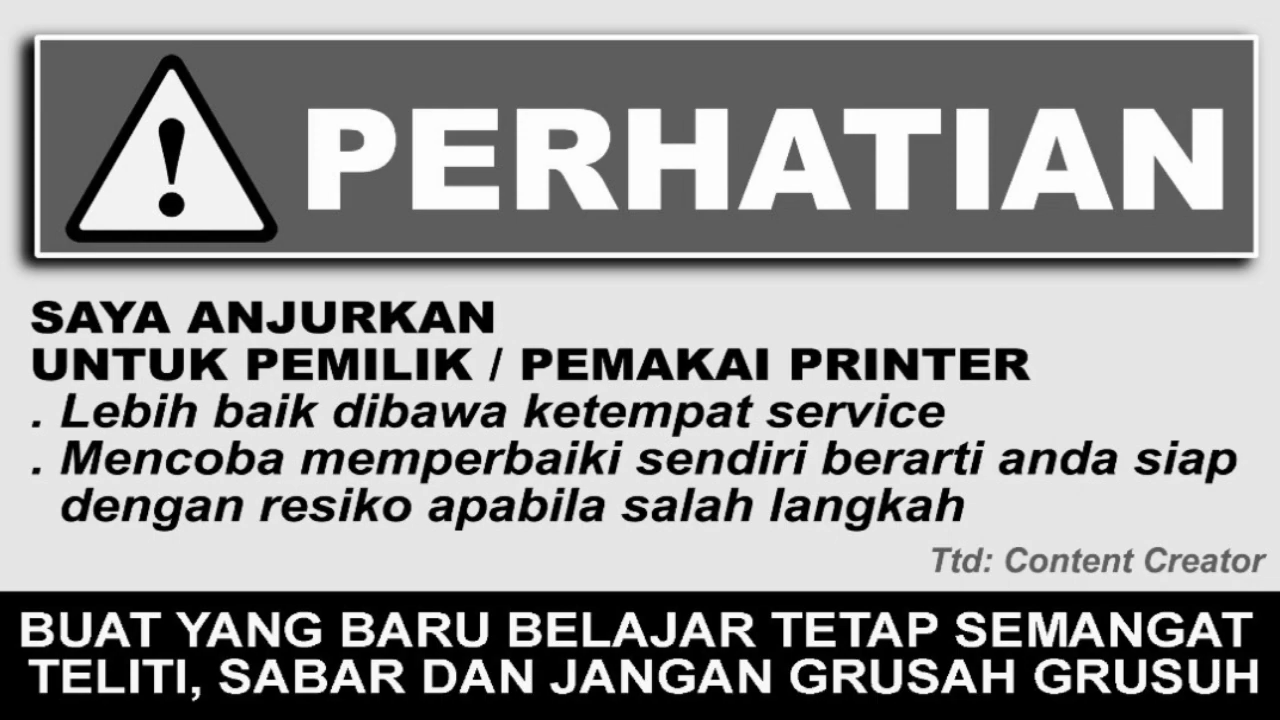 PERHATIAN
SAYA ANJURKAN
UNTUK PEMILIK / PEMAKAI PRINTER
. Lebih baik dibawa ketempat service
. Mencoba memperbaiki sendiri berarti anda siap
dengan resiko apabila salah langkah
Ttd: Content Creator
BUAT YANG BARU BELAJAR TETAP SEMANGAT
TELITI, SABAR DAN JANGAN GRUSAH GRUSUH